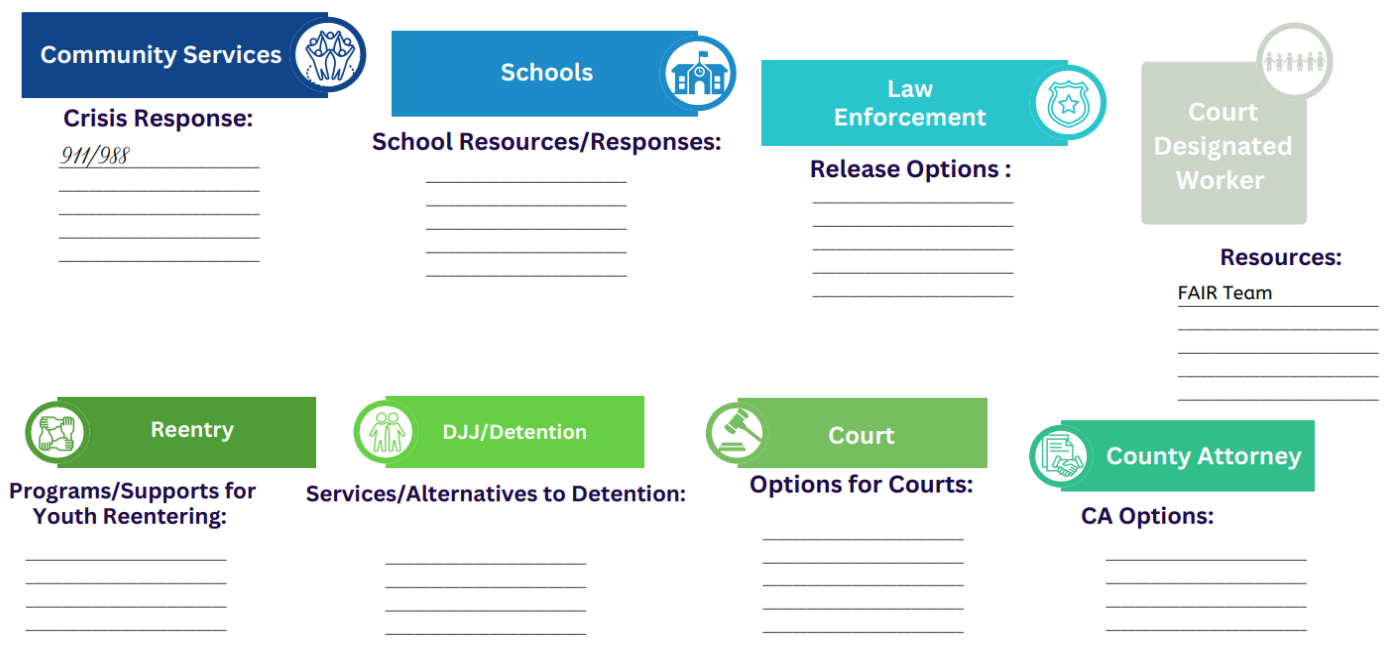 Community Services
Crisis Response:
911/988
Schools
School Resources/Responses:
Law
Enforcement
Release Options :
Court
Designated
Worker
Resources:
FAIR Team
Reentry
Programs/Supports for
Youth Reentering:
DJJ/Detention
Services/Alternatives to Detention:
Court
Options for Courts:
County Attorney
CA Options: